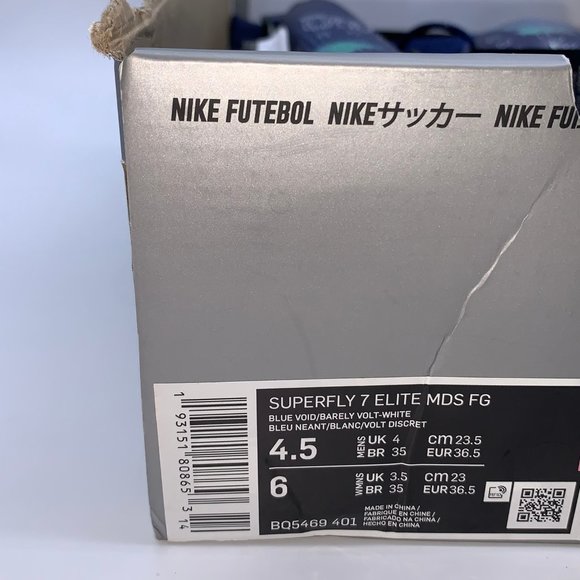 NIKE FUTEBOL NIKEサッカー NIKE
SUPERFLY 7 ELITE MDS FG
BLUE VOID/BARELY VOLT-WHITE
BLEU NEANT/BLANC/VOLT DISCRET
4.5 MENS UK 4 CM 23.5
BR 35 EUR 36.5
6 WMNS UK 3.5 CM 23
BR 35 EUR 36.5
BQ5469 401
MADE IN CHINA/
FABRIQUE EN CHINE/
FABRICADO NA CHINA/
HECHO EN CHINA
1 93151 80865 3 14